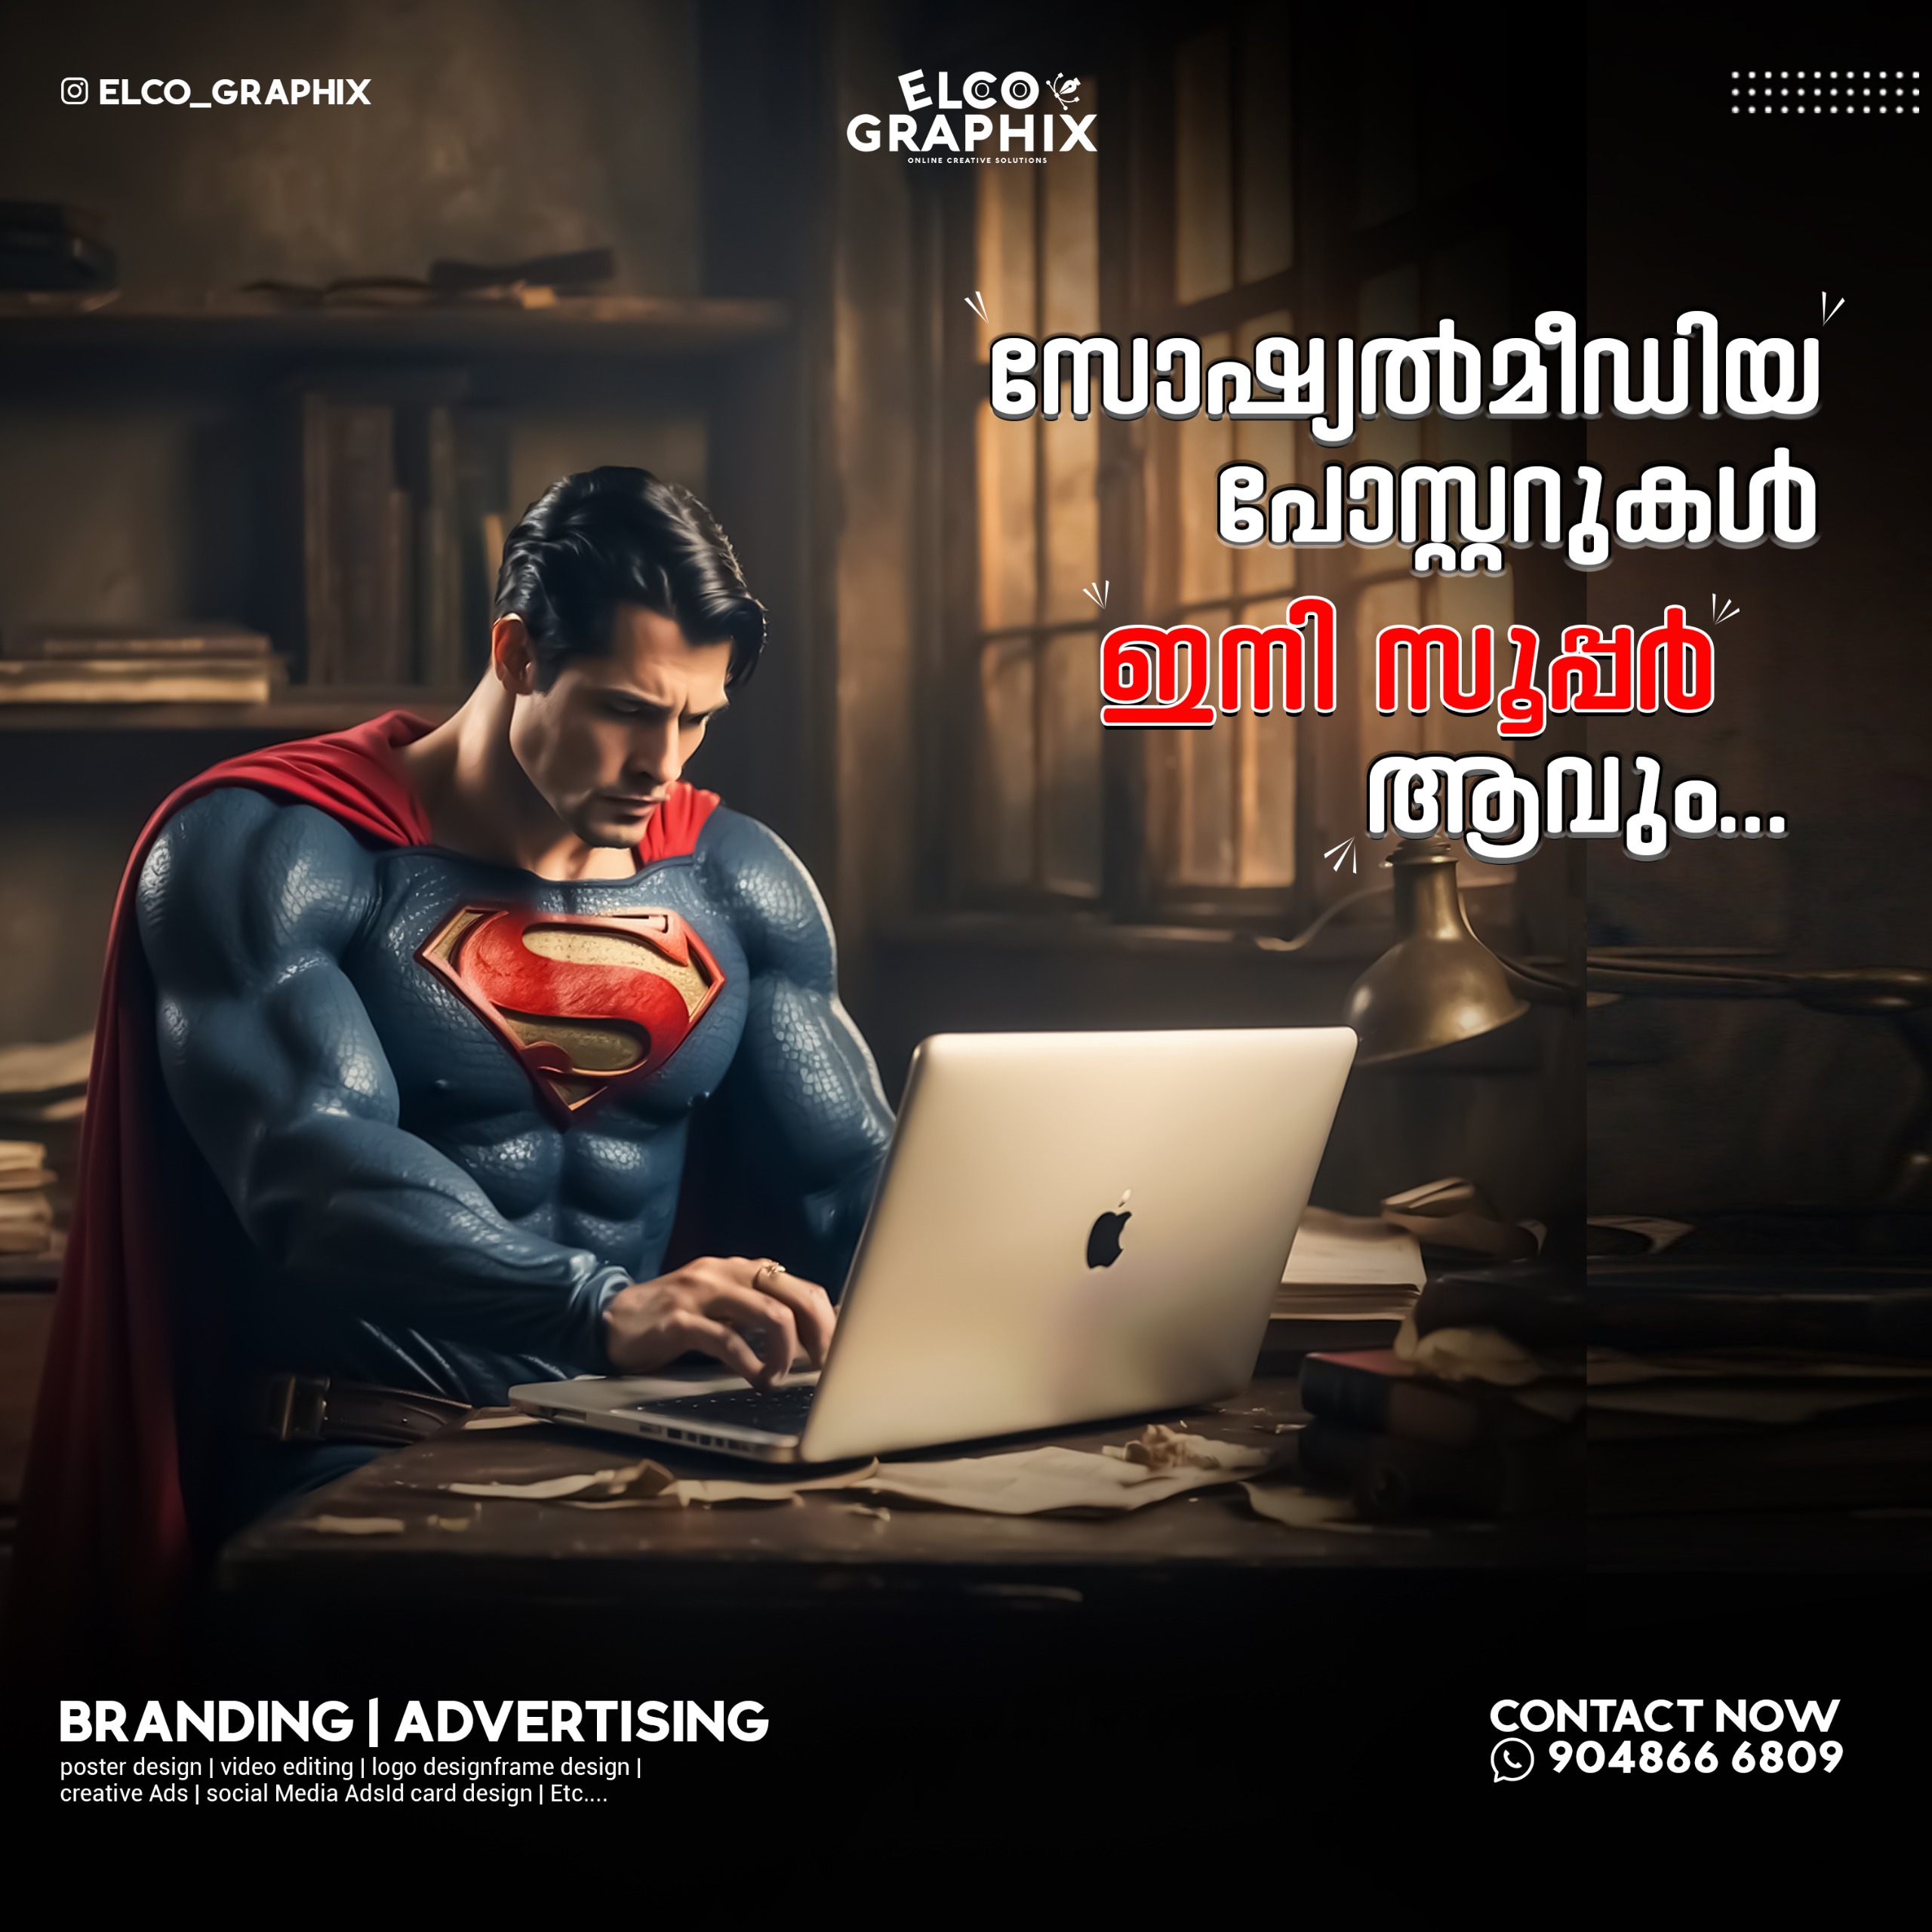 ELCO_GRAPHIX
ELCO
GRAPHIX
ONLINE CREATIVE SOLUTIONS
സോഷ്യൽമീഡിയ
പോസ്റ്ററുകൾ
ഇനി സൂപ്പർ
ആവും...
BRANDING | ADVERTISING
poster design | video editing | logo designframe design |
creative Ads | social Media AdsId card design | Etc....
CONTACT NOW
904866 6809